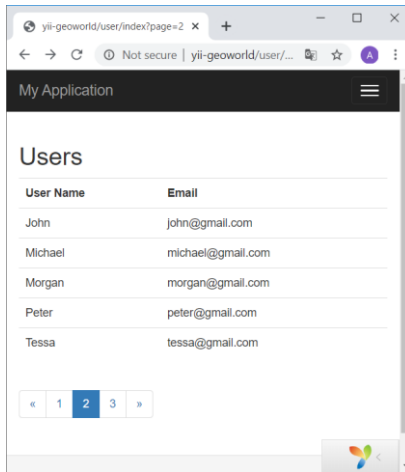 yii-geoworld/user/index?page=2
Not secure | yii-geoworld/user/...
A
My Application
Users
User Name Email
John john@gmail.com
Michael michael@gmail.com
Morgan morgan@gmail.com
Peter peter@gmail.com
Tessa tessa@gmail.com
« 1 2 3 »